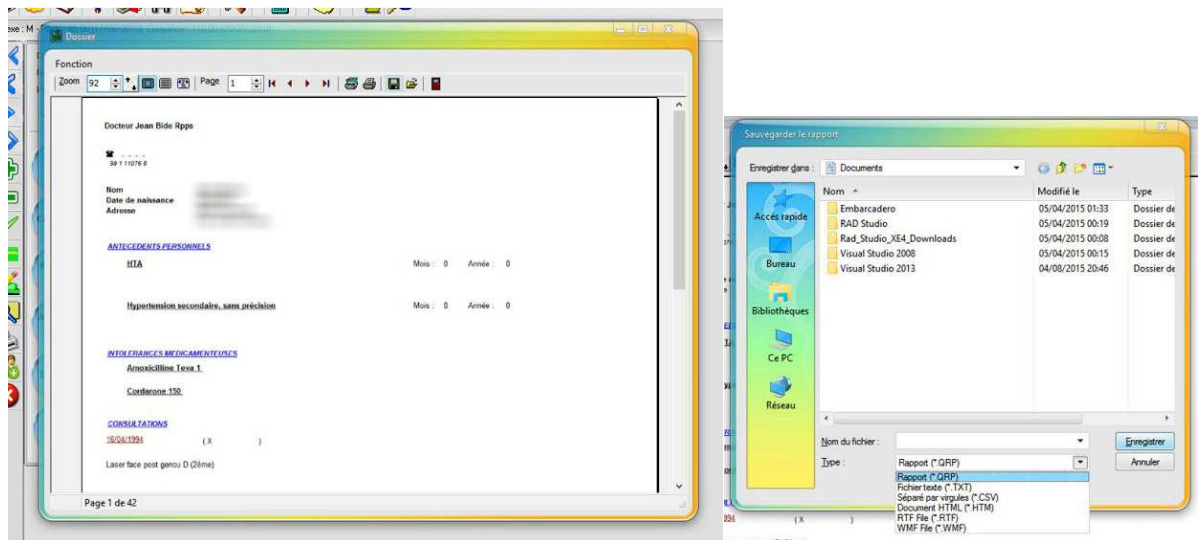 Dossier
Fonction
Zoom 92 Page 1
Docteur Jean Bide Rpps
99 1 11076 8
Nom
Date de naissance
Adresse
ANTECEDENTS PERSONNELS
HTA Mois : 0 Année : 0
Hypertension secondaire, sans précision Mois : 0 Année : 0
INTOLERANCES MEDICAMENTEUSES
Amoxicilline Teva 1
Cordarone 150
CONSULTATIONS
16/04/1994 ( X )
Laser face post genou D (2ème)
Page 1 de 42
Sauvegarder le rapport
Enregistrer dans : Documents
Nom Modifié le Type
Embarcadero 05/04/2015 01:33 Dossier de
RAD Studio 05/04/2015 00:19 Dossier de
Rad_Studio_XE4_Downloads 05/04/2015 00:08 Dossier de
Visual Studio 2008 05/04/2015 00:15 Dossier de
Visual Studio 2013 04/08/2015 20:46 Dossier de
Accès rapide
Bureau
Bibliothèques
Ce PC
Réseau
Nom du fichier : Enregistrer
Type : Rapport (*.QRP) Annuler
Rapport (*.QRP)
Fichier texte (*.TXT)
Séparé par virgules (*.CSV)
Document HTML (*.HTM)
RTF File (*.RTF)
WMF File (*.WMF)
( X )